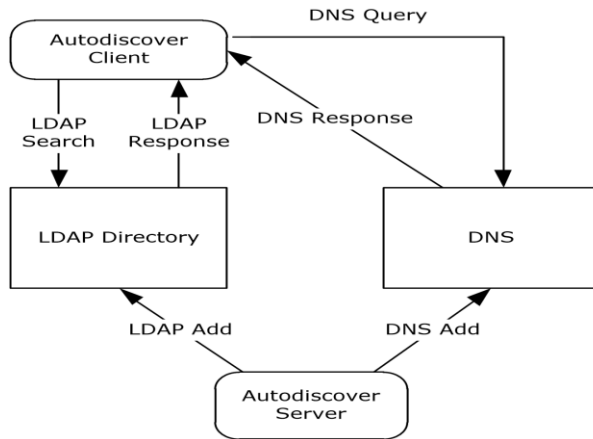 DNS Query
Autodiscover
Client
LDAP
Search
LDAP
Response
DNS Response
LDAP Directory
DNS
LDAP Add
DNS Add
Autodiscover
Server